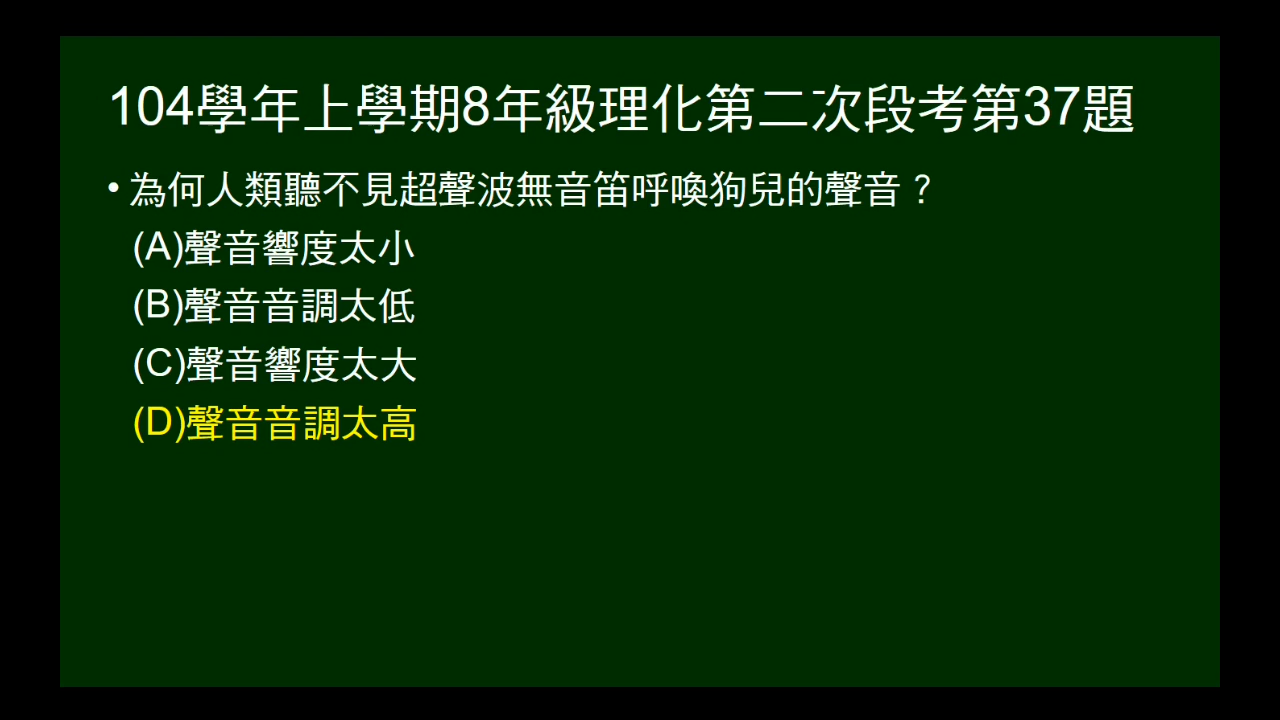 104學年上學期8年級理化第二次段考第37題
•為何人類聽不見超聲波無音笛呼喚狗兒的聲音？
(A)聲音響度太小
(B)聲音音調太低
(C)聲音響度太大
(D)聲音音調太高